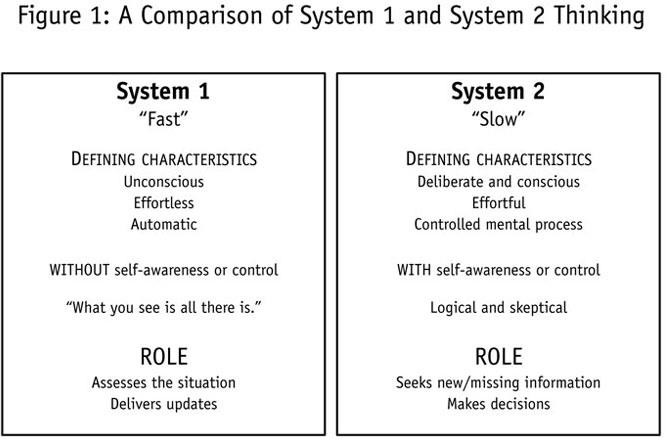 Figure 1: A Comparison of System 1 and System 2 Thinking
System 1
“Fast”
DEFINING CHARACTERISTICS
Unconscious
Effortless
Automatic
WITHOUT self-awareness or control
“What you see is all there is.”
ROLE
Assesses the situation
Delivers updates
System 2
“Slow”
DEFINING CHARACTERISTICS
Deliberate and conscious
Effortful
Controlled mental process
WITH self-awareness or control
Logical and skeptical
ROLE
Seeks new/missing information
Makes decisions